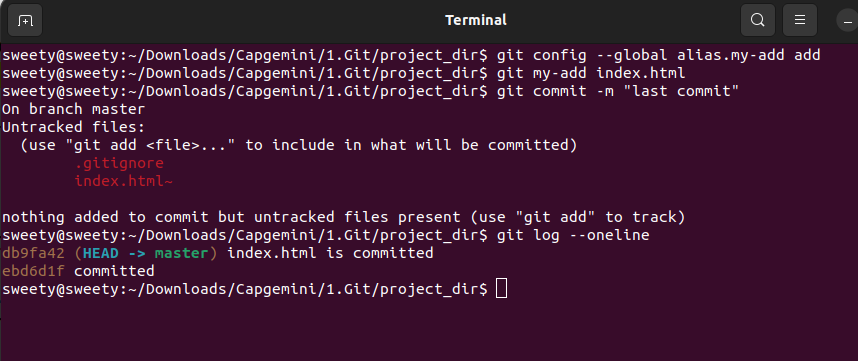 Terminal
sweety@sweety:~/Downloads/Capgemini/1.Git/project_dir$ git config --global alias.my-add add
sweety@sweety:~/Downloads/Capgemini/1.Git/project_dir$ git my-add index.html
sweety@sweety:~/Downloads/Capgemini/1.Git/project_dir$ git commit -m "last commit"
On branch master
Untracked files:
  (use "git add <file>..." to include in what will be committed)
        .gitignore
        index.html~

nothing added to commit but untracked files present (use "git add" to track)
sweety@sweety:~/Downloads/Capgemini/1.Git/project_dir$ git log --oneline
db9fa42 (HEAD -> master) index.html is committed
ebd6d1f committed
sweety@sweety:~/Downloads/Capgemini/1.Git/project_dir$